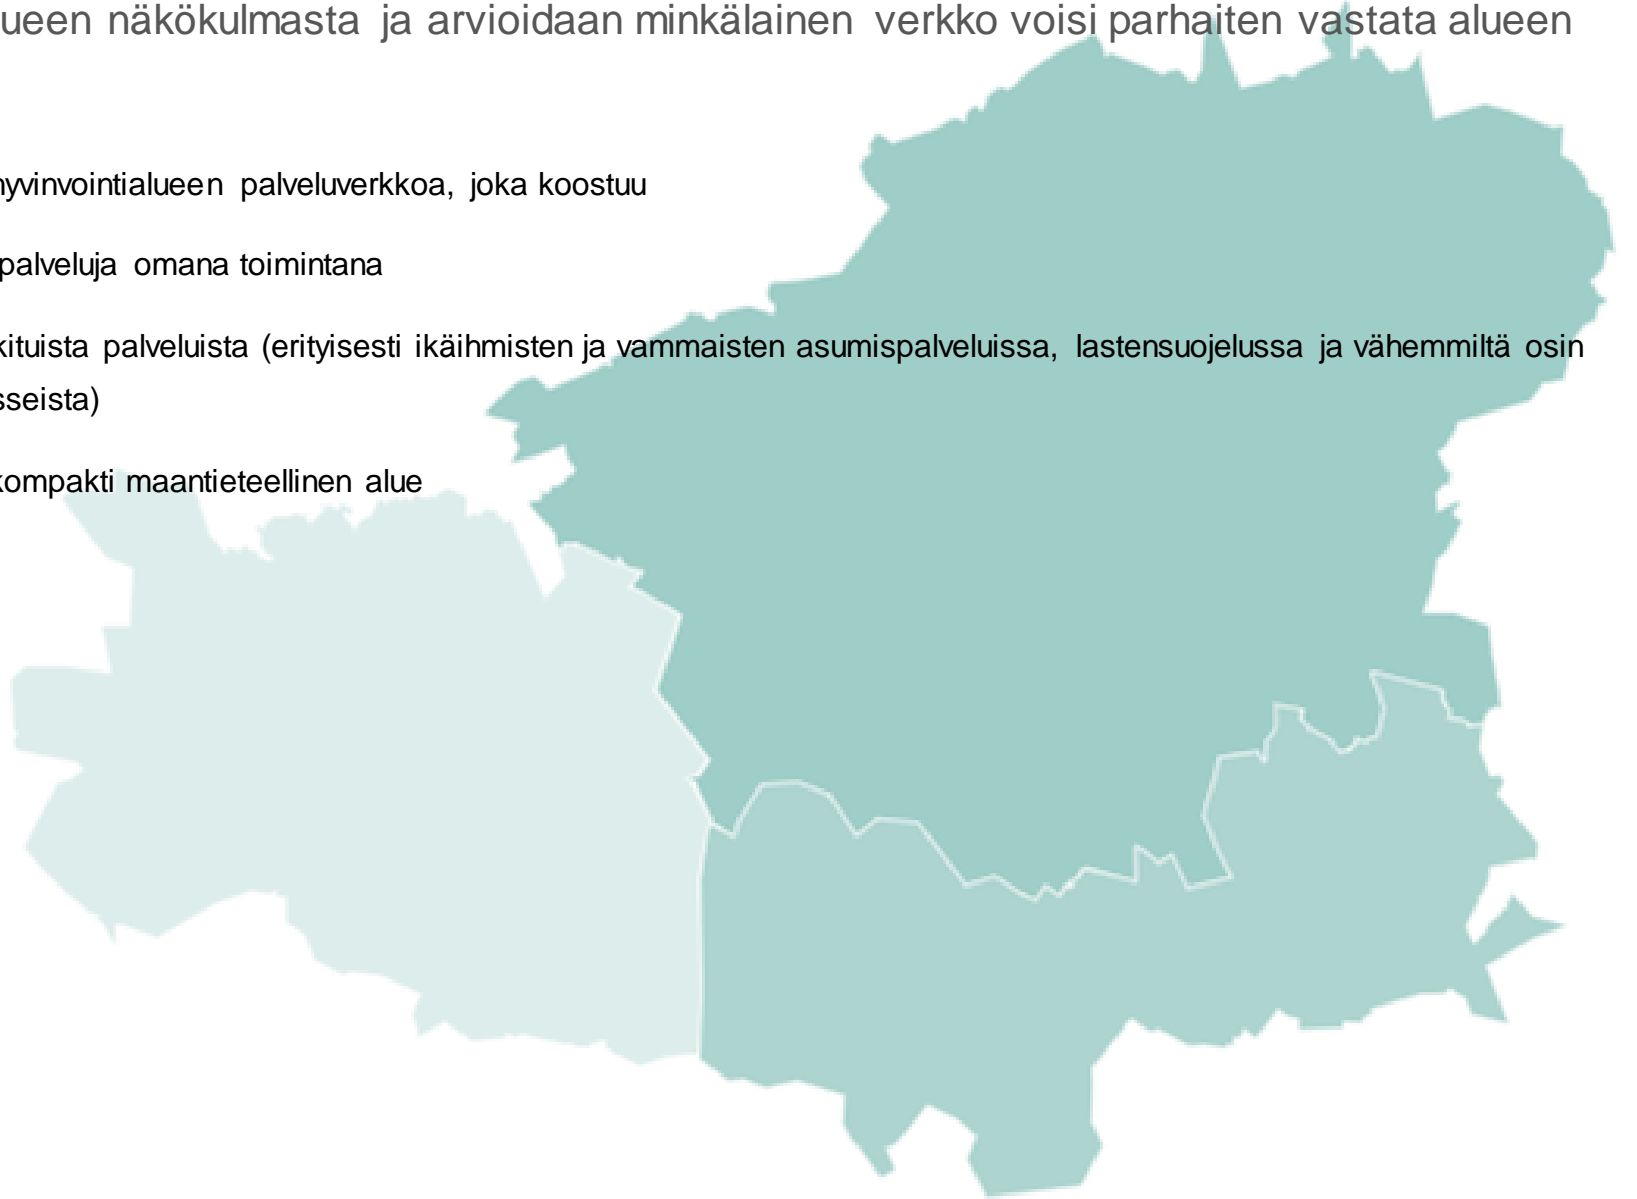 ueen näkökulmasta ja arvioidaan minkälainen verkko voisi parhaiten vastata alueen
hyvinvointialueen palveluverkkoa, joka koostuu
palveluja omana toimintana
kituista palveluista (erityisesti ikäihmisten ja vammaisten asumispalveluissa, lastensuojelussa ja vähemmiltä osin
sseista)
kompakti maantieteellinen alue